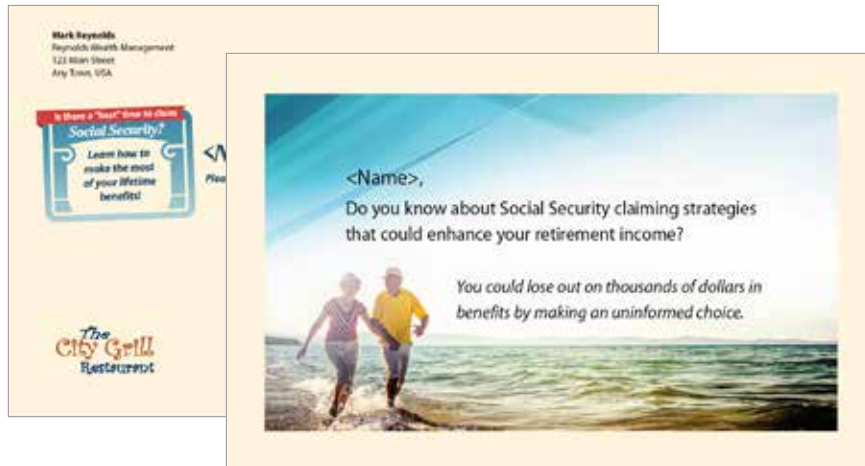 Mark Reynolds
Reynolds Wealth Management
123 Main Street
Any Town, USA
Is there a "best" time to claim
Social Security?
Learn how to
make the most
of your lifetime
benefits!
The
City Grill
Restaurant
<Name>,
Do you know about Social Security claiming strategies
that could enhance your retirement income?
You could lose out on thousands of dollars in
benefits by making an uninformed choice.